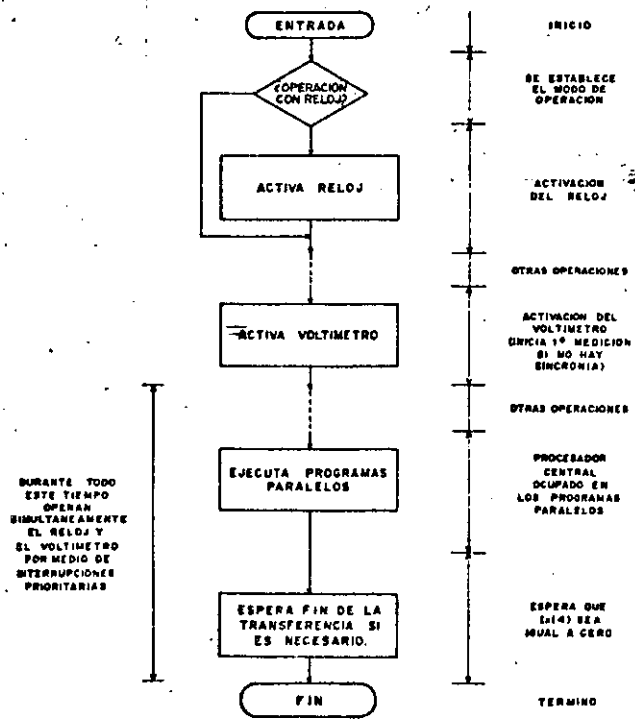 ENTRADA
INICIO
¿OPERACION
CON RELOJ?
SE ESTABLECE
EL MODO DE
OPERACION
ACTIVA RELOJ
ACTIVACION
DEL RELOJ
OTRAS OPERACIONES
ACTIVA VOLTIMETRO
ACTIVACION DEL
VOLTIMETRO
(INICIA 1º MEDICION
SI NO HAY
SINCRONIA)
OTRAS OPERACIONES
EJECUTA PROGRAMAS
PARALELOS
PROCESADOR
CENTRAL
OCUPADO EN
LOS PROGRAMAS
PARALELOS
DURANTE TODO
ESTE TIEMPO
OPERAN
SIMULTANEAMENTE
EL RELOJ Y
EL VOLTIMETRO
POR MEDIO DE
INTERRUPCIONES
PRIORITARIAS
ESPERA FIN DE LA
TRANSFERENCIA SI
ES NECESARIO.
ESPERA QUE
SEA
IGUAL A CERO
FIN
TERMINO